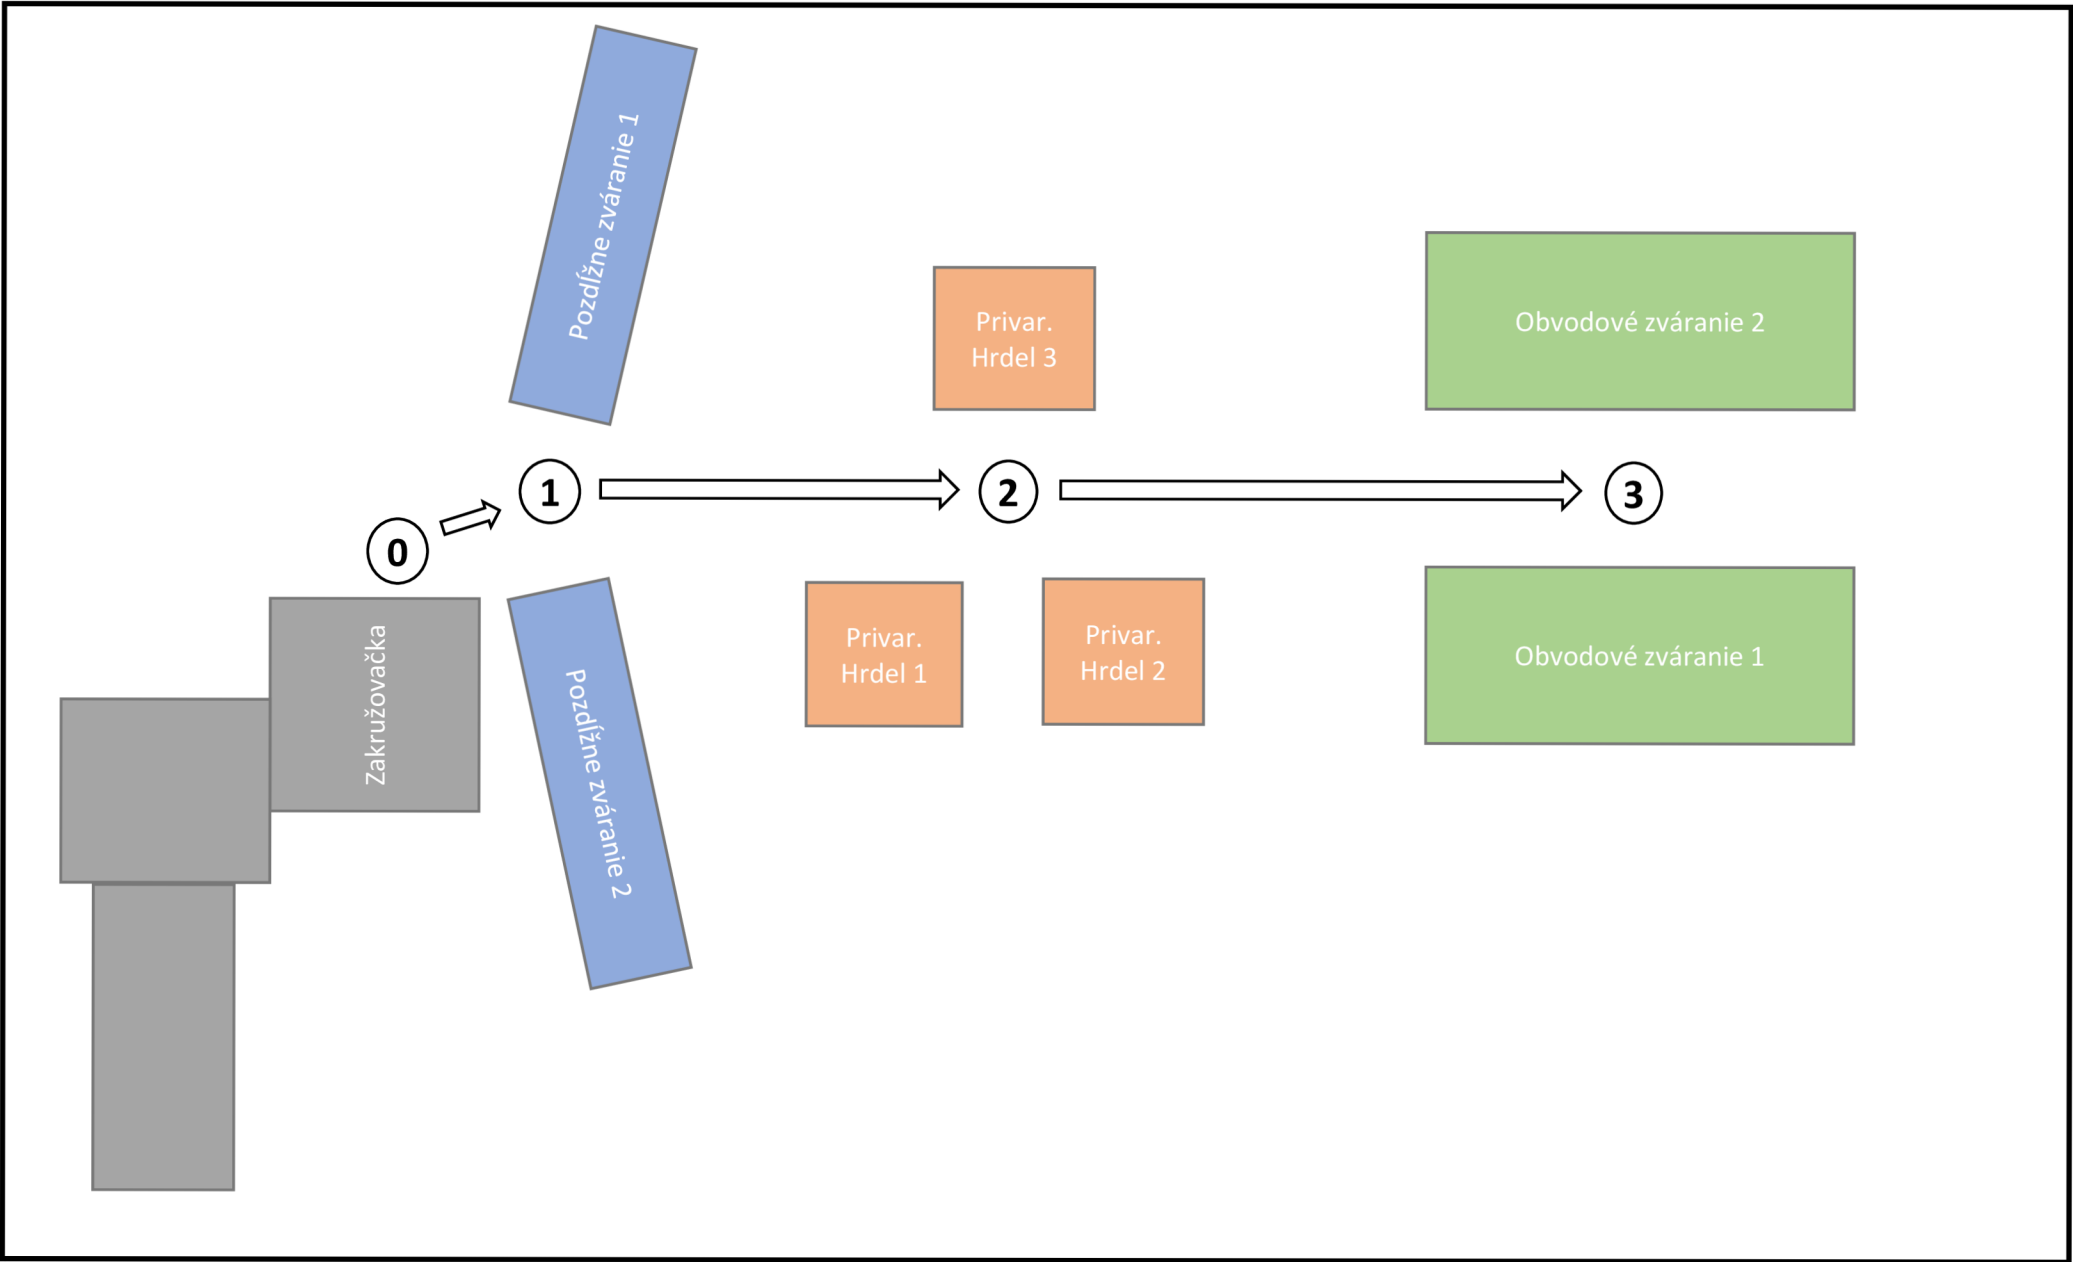 Pozdĺžne zváranie 1
Privar.
Hrdel 3
Obvodové zváranie 2
0
1
2
3
Zakružovačka
Pozdĺžne zváranie 2
Privar.
Hrdel 1
Privar.
Hrdel 2
Obvodové zváranie 1